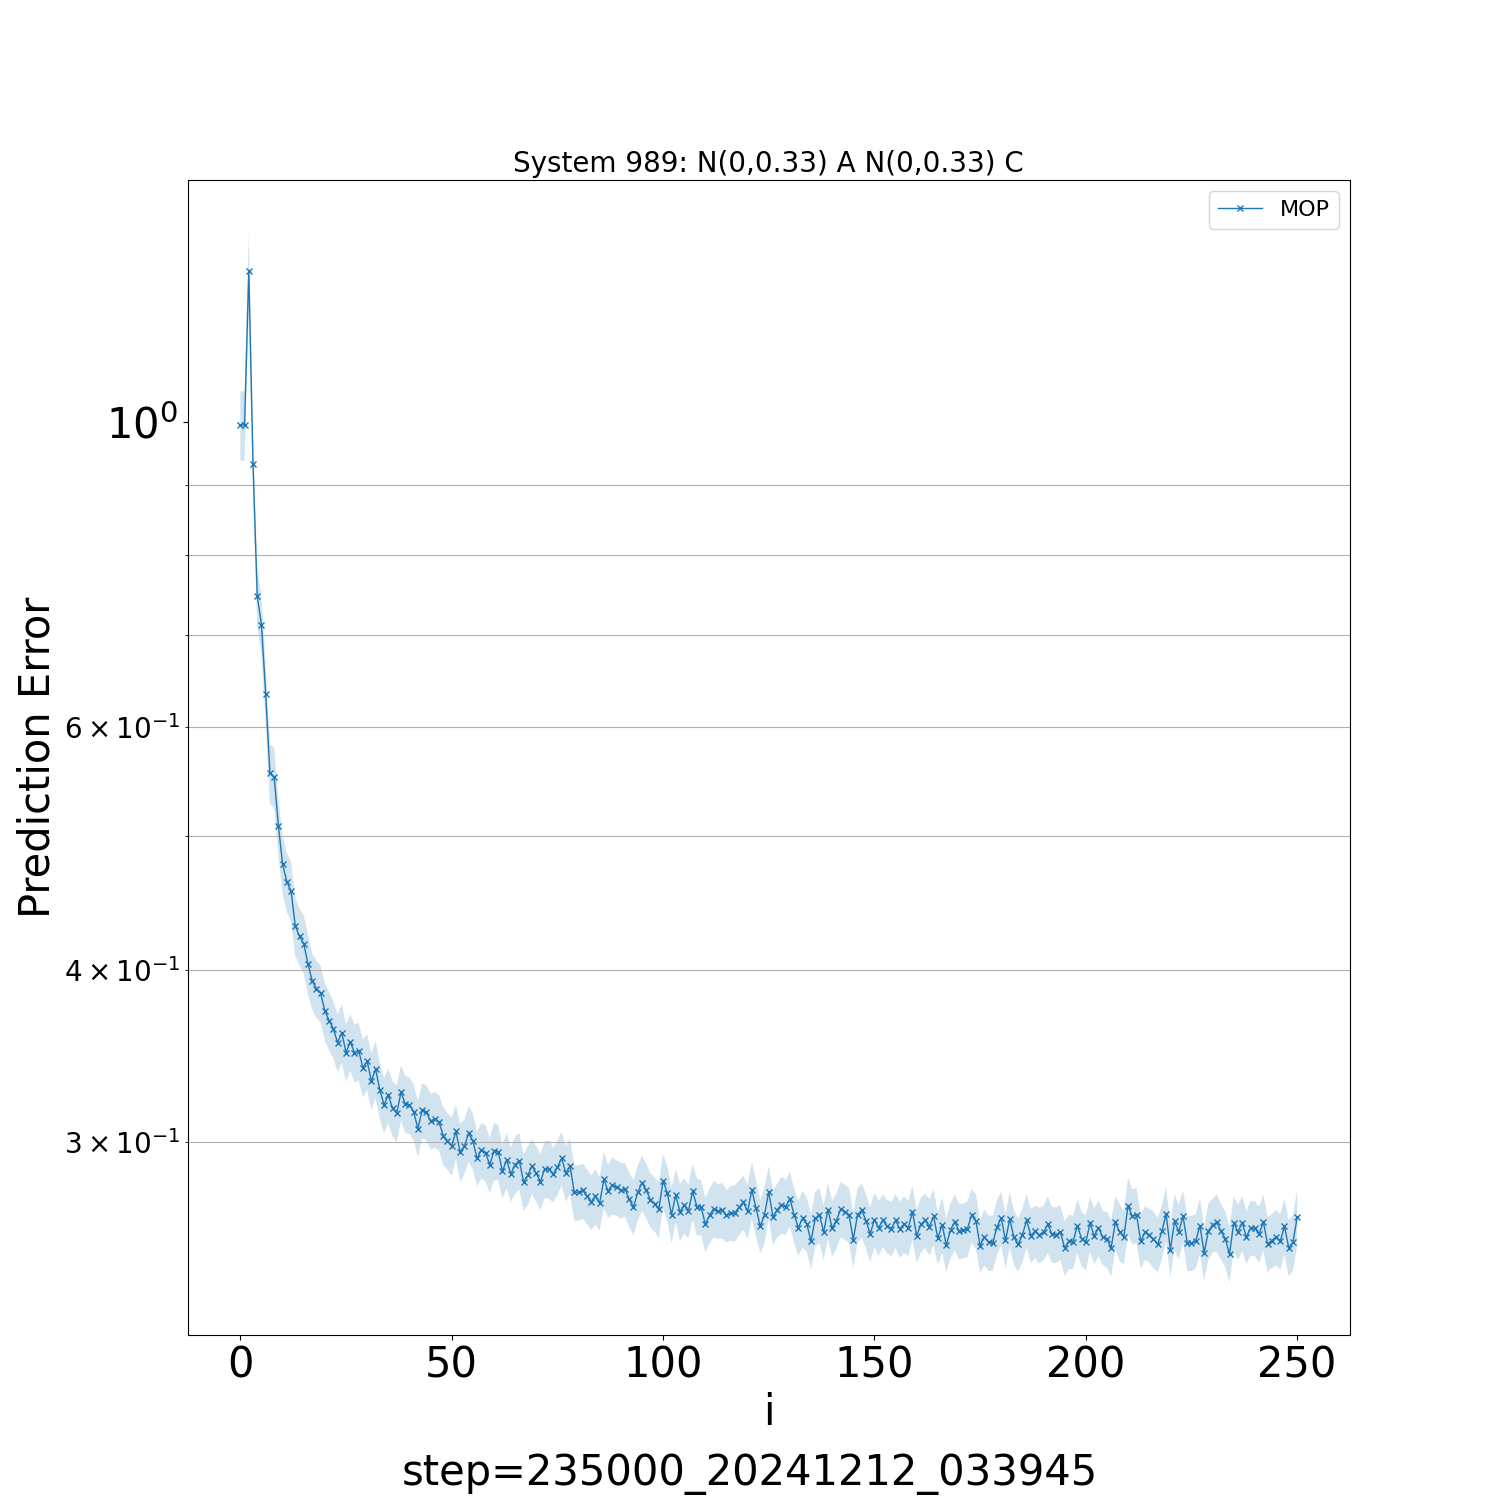 System 989: N(0,0.33) A N(0,0.33) C
MOP
10⁰
6 × 10⁻¹
4 × 10⁻¹
3 × 10⁻¹
Prediction Error
0 50 100 150 200 250
i
step=235000_20241212_033945